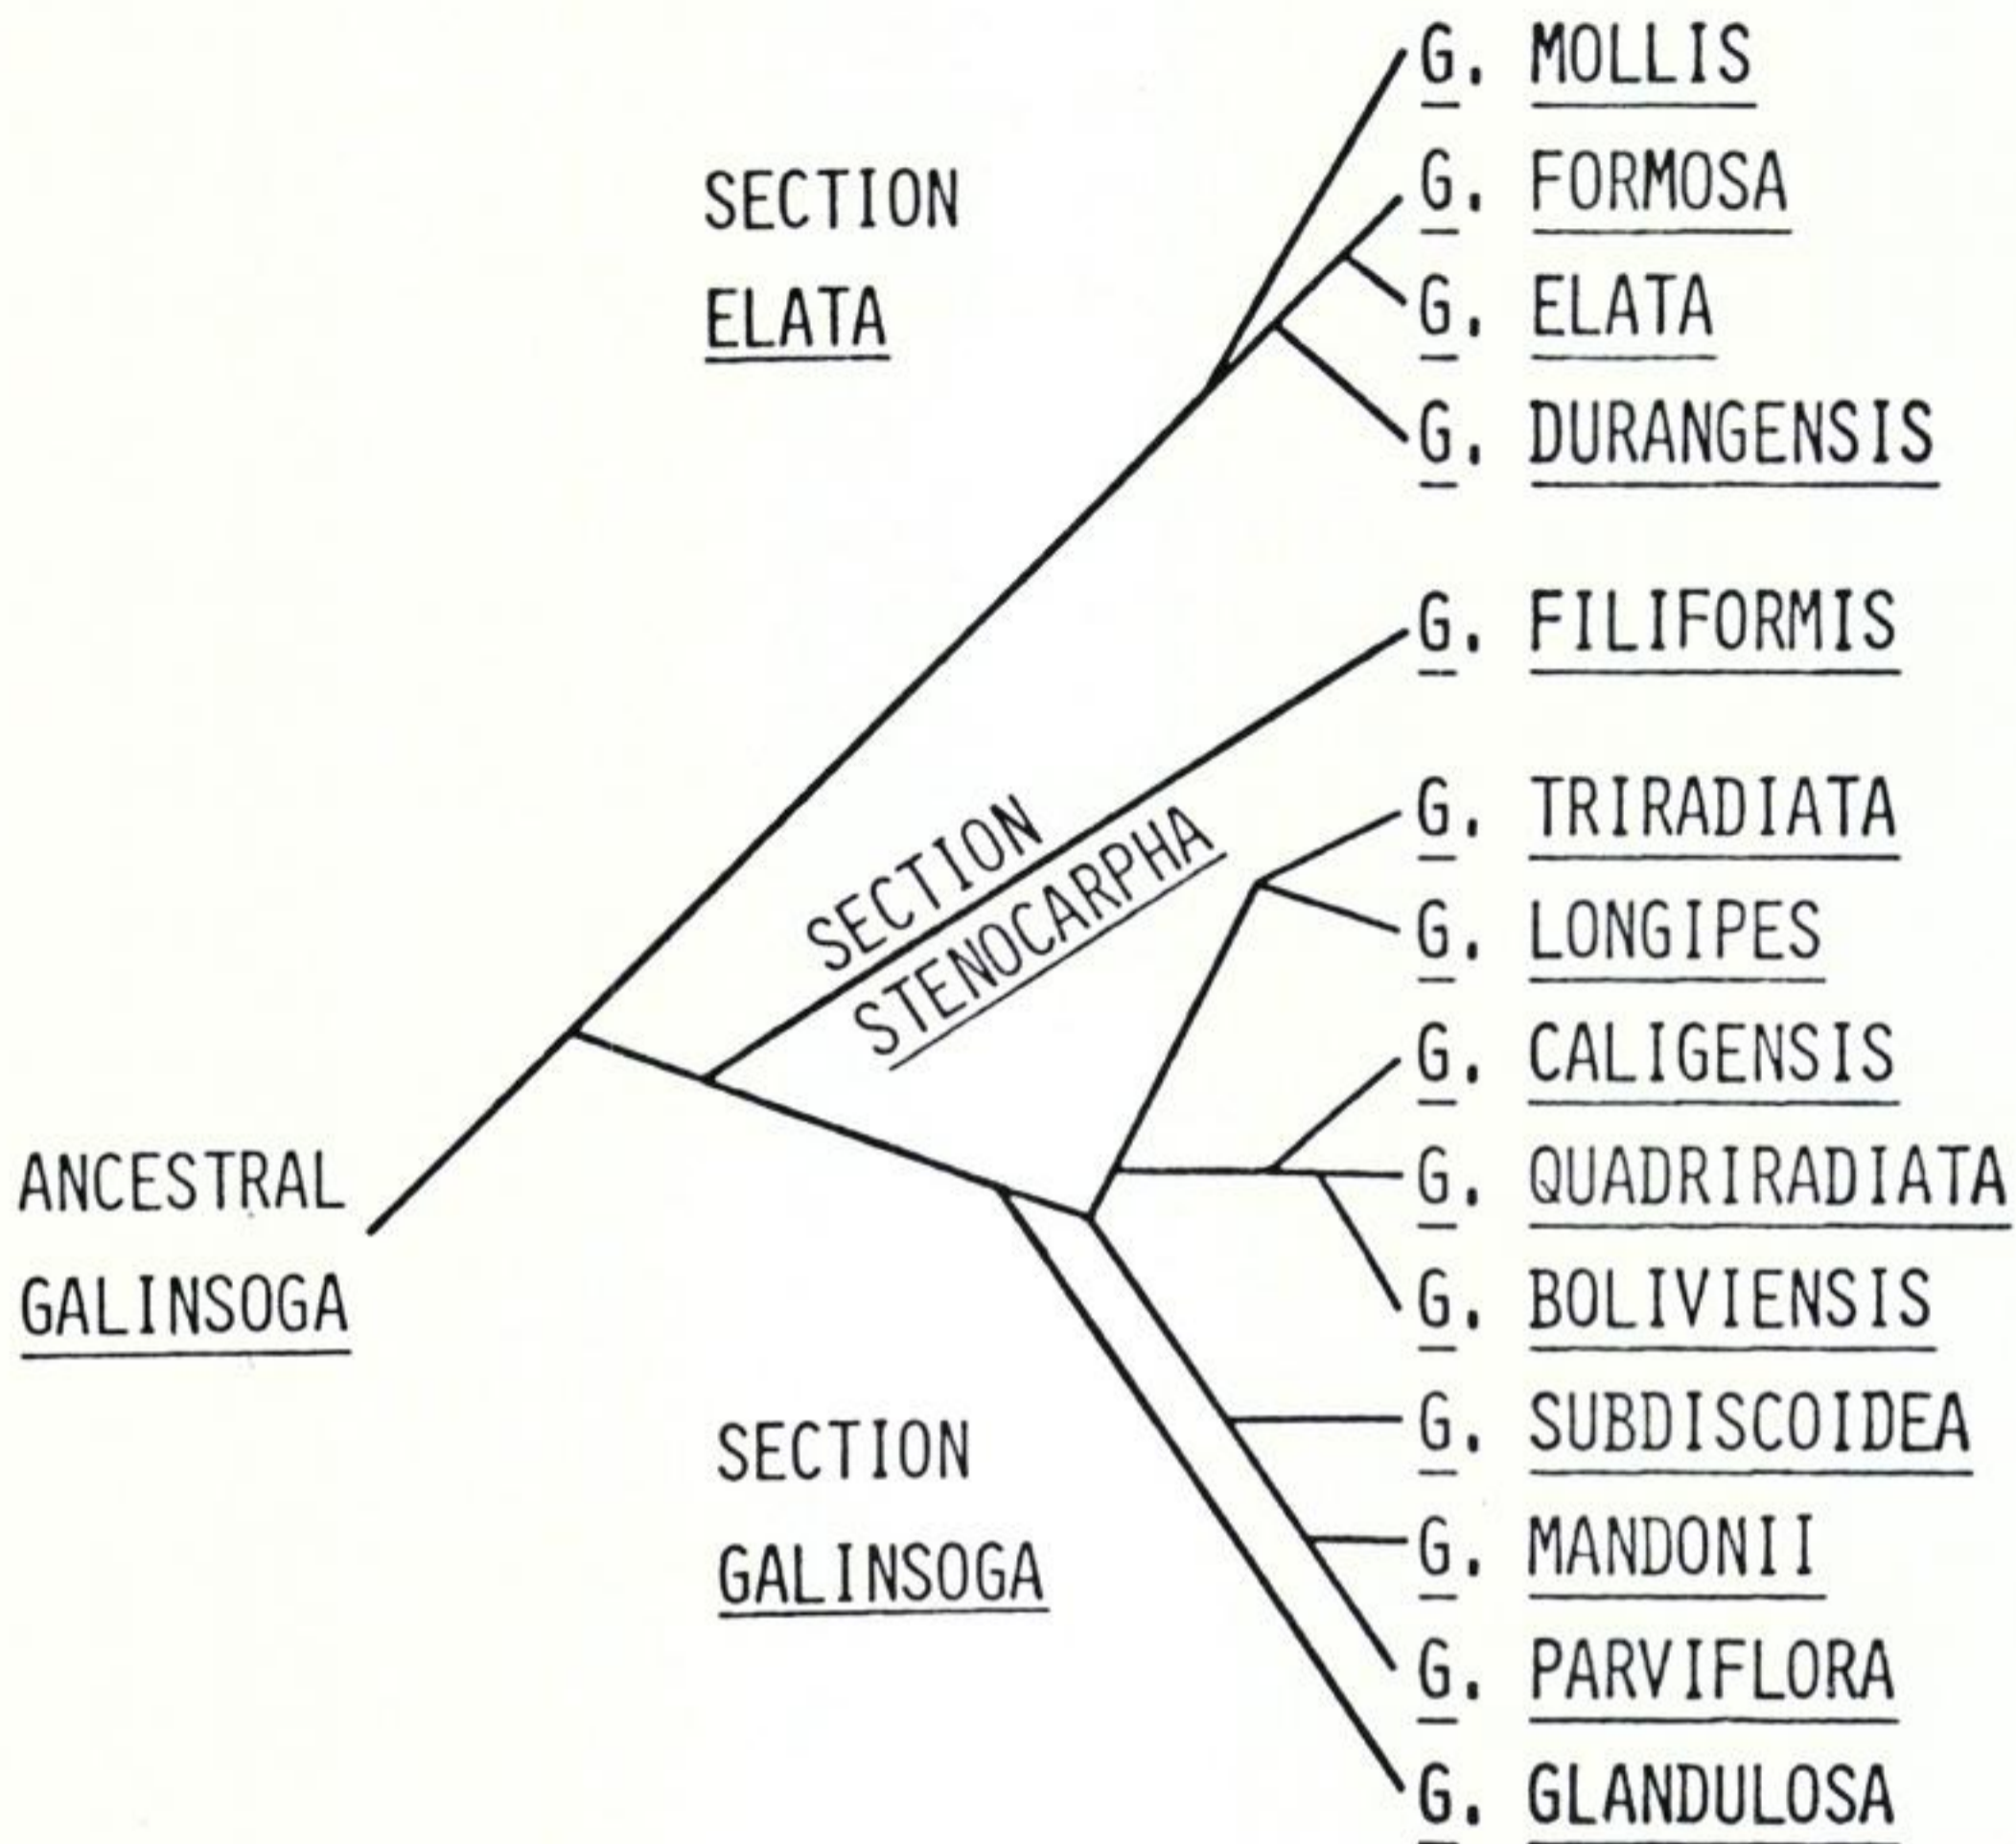 G. MOLLIS
SECTION
G. FORMOSA
ELATA
G. ELATA
G. DURANGENSIS
G. FILIFORMIS
SECTION
STENOCARPHA
G. TRIRADIATA
G. LONGIPES
G. CALIGENSIS
ANCESTRAL
GALINSOGA
G. QUADRIRADIATA
G. BOLIVIENSIS
SECTION
GALINSOGA
G. SUBDISCOIDEA
G. MANDONII
G. PARVIFLORA
G. GLANDULOSA